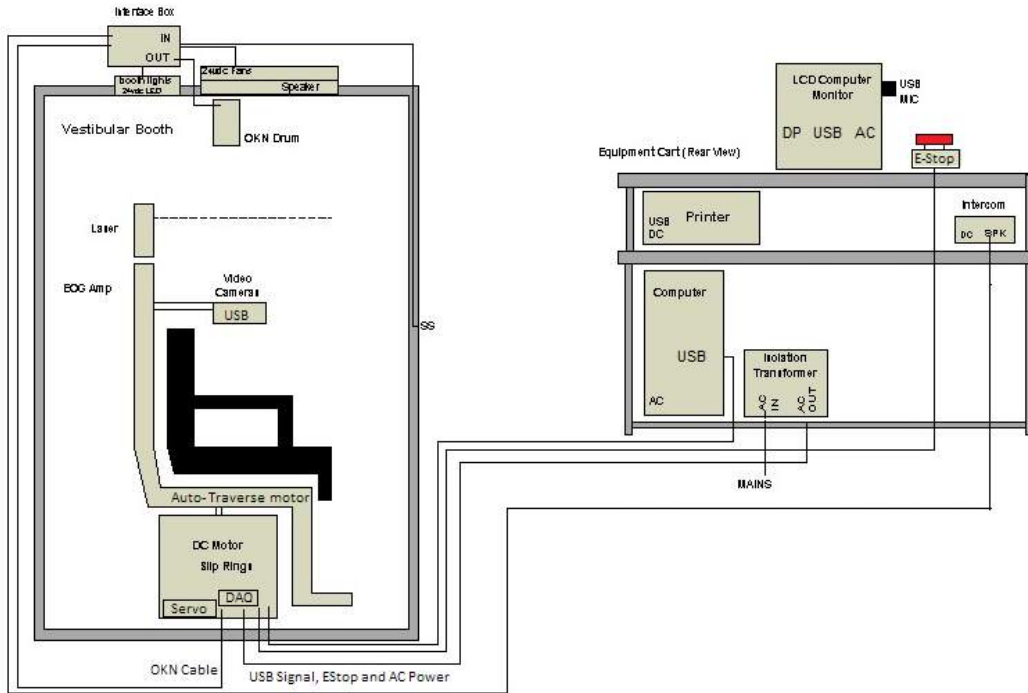 Interface Box
IN
OUT
booth lights
24vdc LED
24vdc Fans
Speaker
Vestibular Booth
OKN Drum
Laser
EOG Amp
Video
Cameras
USB
SS
Auto-Traverse motor
DC Motor
Slip Rings
DAQ
Servo
OKN Cable
USB Signal, EStop and AC Power
LCD Computer
Monitor
DP USB AC
USB
MIC
E-Stop
Equipment Cart (Rear View)
USB
DC
Printer
Intercom
DC SPK
Computer
USB
AC
Isolation
Transformer
AC
IN
AC
OUT
MAINS